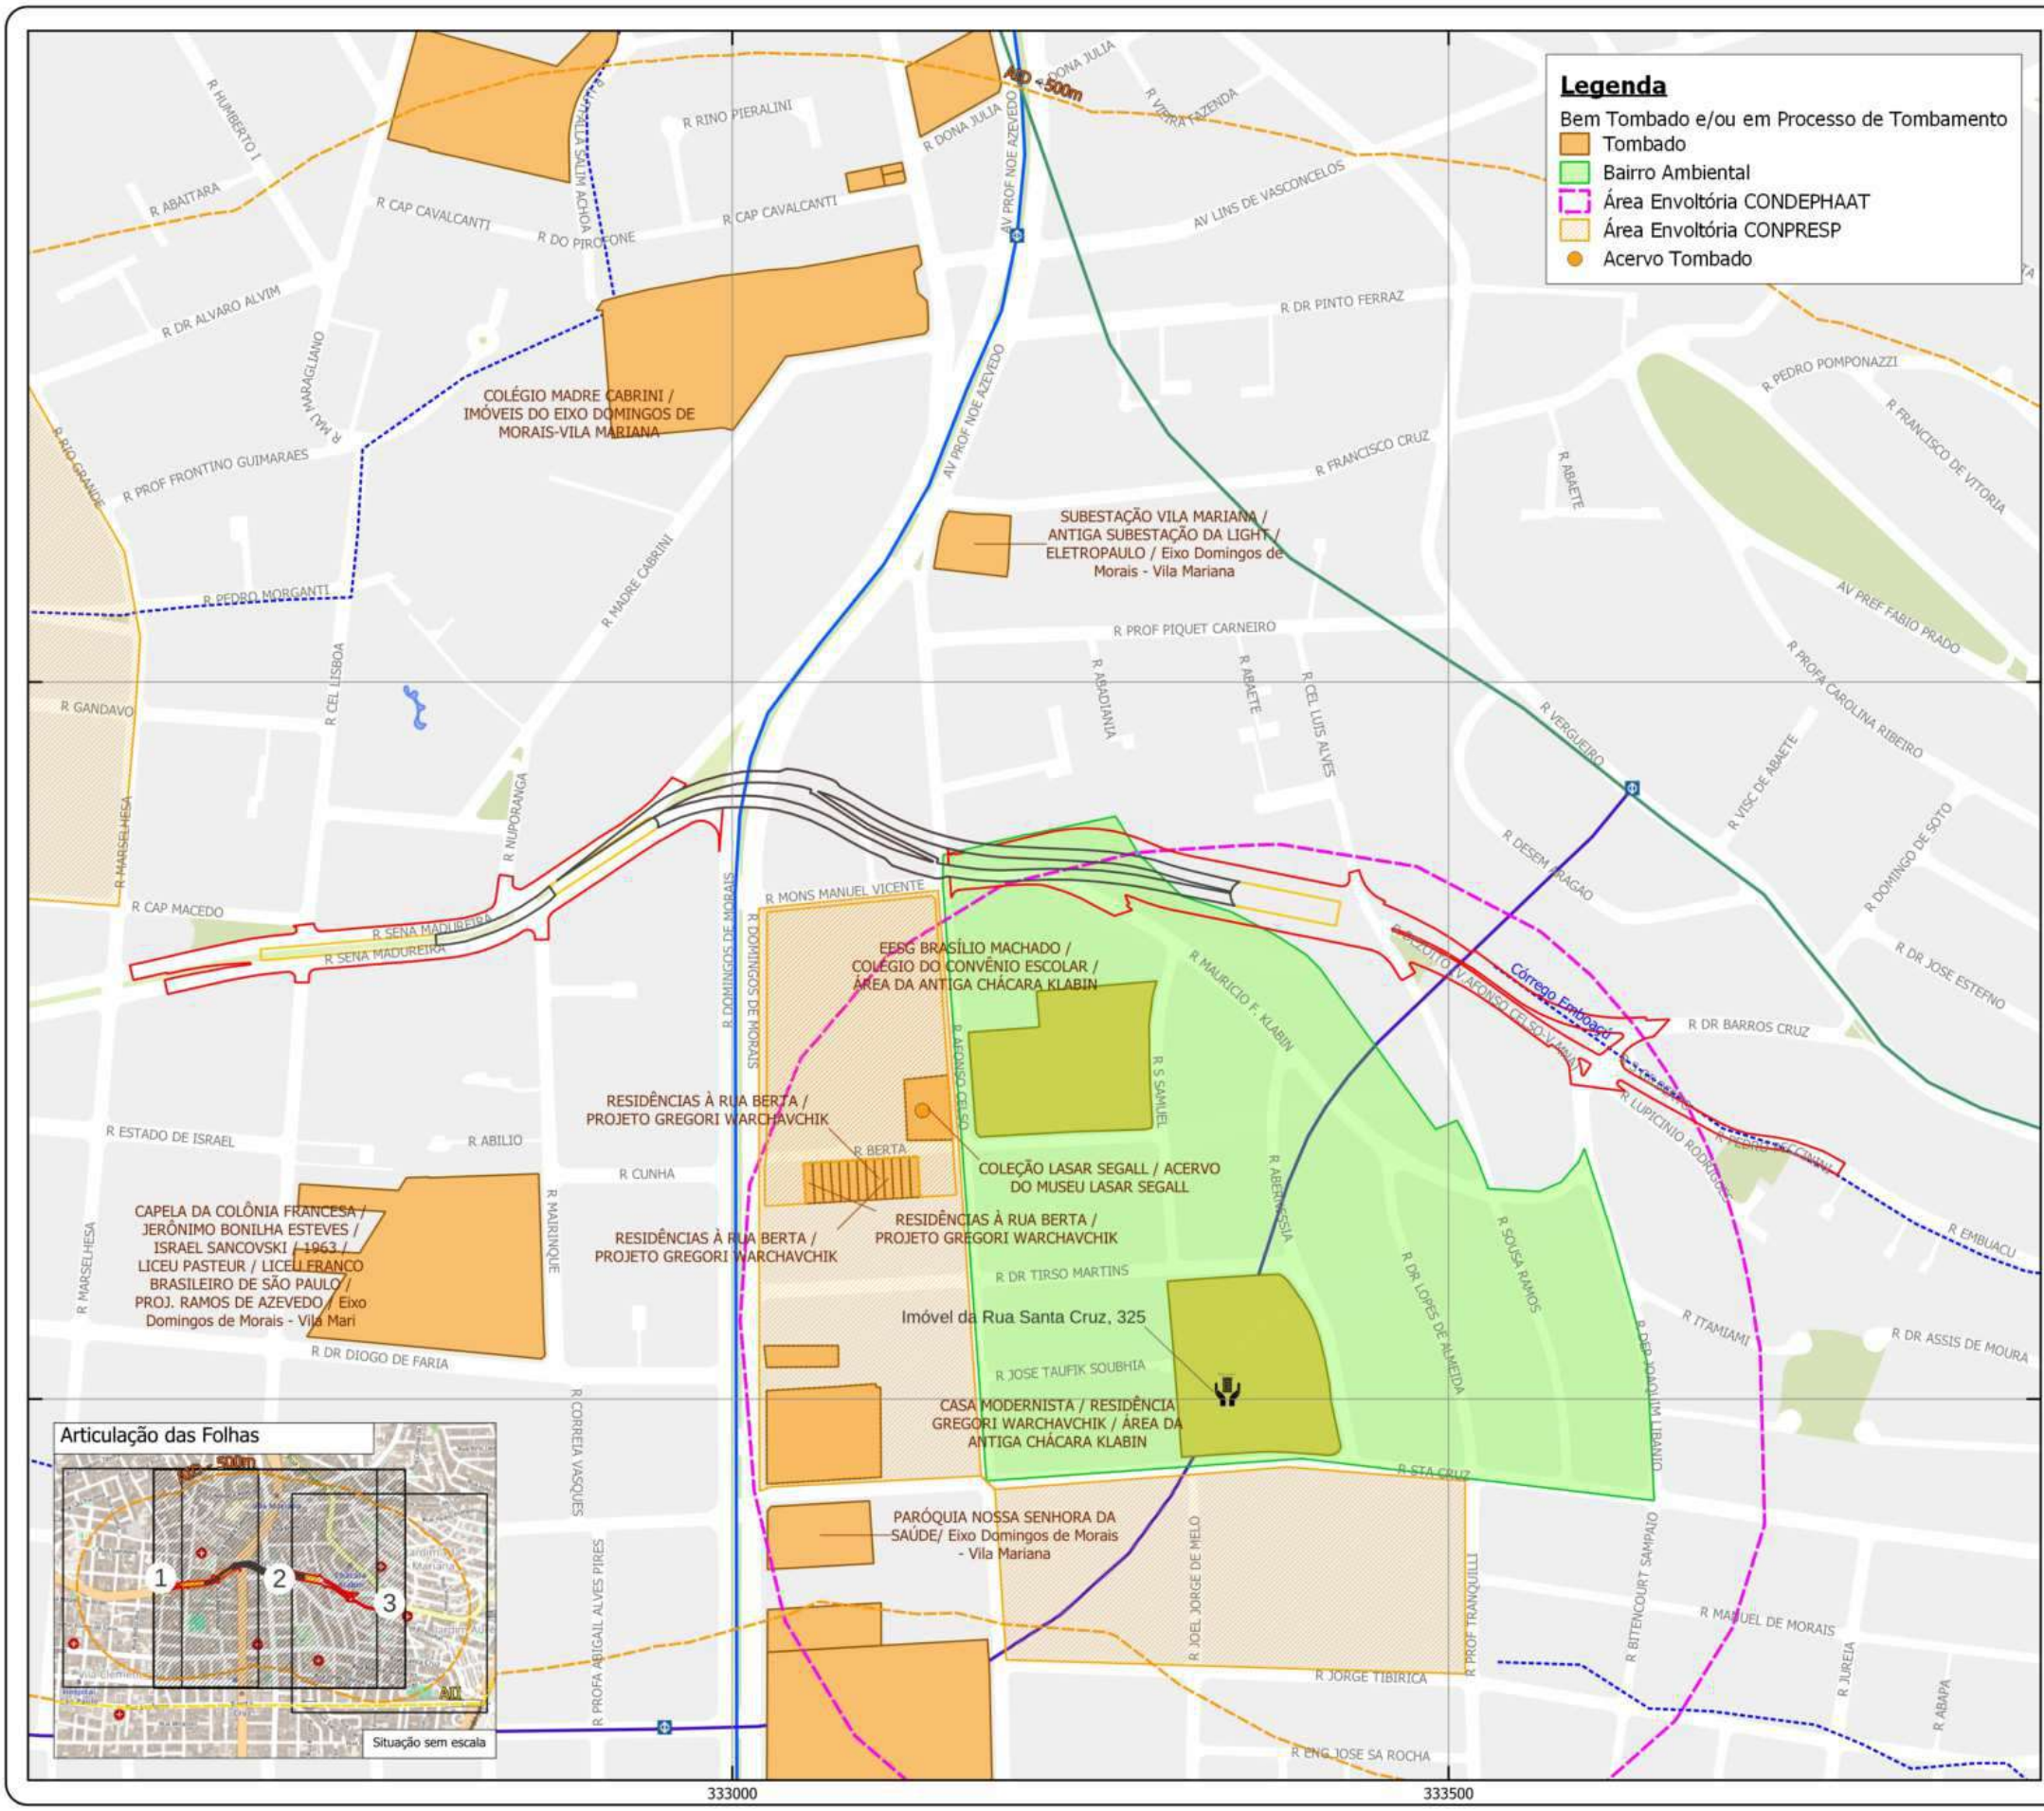 Legenda
Bem Tombado e/ou em Processo de Tombamento
Tombado
Bairro Ambiental
Área Envoltória CONDEPHAAT
Área Envoltória CONPRESP
Acervo Tombado
AID - 500m
R DONA JULIA
R VIEIRA FAZENDA
R HUMBERTO I
R RINO PIERALINI
R DONA JULIA
AV PROF NOE AZEVEDO
SALIM ACHOA
R ABAITARA
R CAP CAVALCANTI
R DO PIROFONE
R CAP CAVALCANTI
AV LINS DE VASCONCELOS
R DR ALVARO ALVIM
R DR PINTO FERRAZ
R MAJ MARAGLIANO
R PEDRO POMPONAZZI
COLÉGIO MADRE CABRINI /
IMÓVEIS DO EIXO DOMINGOS DE
MORAIS-VILA MARIANA
AV PROF NOE AZEVEDO
R FRANCISCO DE VITORIA
R FRANCISCO CRUZ
R ABAETE
R RIO GRANDE
R PROF FRONTINO GUIMARAES
SUBESTAÇÃO VILA MARIANA /
ANTIGA SUBESTAÇÃO DA LIGHT /
ELETROPAULO / Eixo Domingos de
Morais - Vila Mariana
R MADRE CABRINI
R PEDRO MORGANTI
AV PREF FABIO PRADO
R PROF PIQUET CARNEIRO
R CEL LISBOA
R GANDAVO
R ABADIANIA
R ABAETE
R CEL LUIS ALVES
R PROFA CAROLINA RIBEIRO
R VERGUEIRO
R VISC DE ABAETE
R NUPORANGA
R MARSELHESA
R DESEM ARAGAO
R DOMINGO DE SOTO
R CAP MACEDO
R SENA MADUREIRA
R SENA MADUREIRA
R MONS MANUEL VICENTE
R DOMINGOS DE MORAIS
R DOMINGOS DE MORAIS
EESG BRASÍLIO MACHADO /
COLÉGIO DO CONVÊNIO ESCOLAR /
ÁREA DA ANTIGA CHÁCARA KLABIN
R MAURICIO F. KLABIN
Córrego Emboaçú
R DR JOSE ESTEFNO
R DR BARROS CRUZ
R AFONSO CELSO
R S SAMUEL
RESIDÊNCIAS À RUA BERTA /
PROJETO GREGORI WARCHAVCHIK
R LUPICINIO RODRIGUES
R ESTADO DE ISRAEL
R ABILIO
R BERTA
R CUNHA
COLEÇÃO LASAR SEGALL / ACERVO
DO MUSEU LASAR SEGALL
R ABERNESSIA
CAPELA DA COLÔNIA FRANCESA /
JERÔNIMO BONILHA ESTEVES /
ISRAEL SANCOVSKI / 1963 /
LICEU PASTEUR / LICEU FRANCO
BRASILEIRO DE SÃO PAULO /
PROJ. RAMOS DE AZEVEDO / Eixo
Domingos de Morais - Vila Mari
R MARSELHESA
R MAIRINQUE
RESIDÊNCIAS À RUA BERTA /
PROJETO GREGORI WARCHAVCHIK
RESIDÊNCIAS À RUA BERTA /
PROJETO GREGORI WARCHAVCHIK
R SOUSA RAMOS
R EMBUACU
R DR TIRSO MARTINS
R DR LOPES DE ALMEIDA
Imóvel da Rua Santa Cruz, 325
R ITAMIAMI
R DR ASSIS DE MOURA
R DR DIOGO DE FARIA
R JOSE TAUFIK SOUBHIA
R DEP JOAQUIM LIBANIO
CASA MODERNISTA / RESIDÊNCIA
GREGORI WARCHAVCHIK / ÁREA DA
ANTIGA CHÁCARA KLABIN
R CORREIA VASQUES
R STA CRUZ
Articulação das Folhas
1
2
3
AII
Situação sem escala
PARÓQUIA NOSSA SENHORA DA
SAÚDE/ Eixo Domingos de Morais
- Vila Mariana
R PROFA ABIGAIL ALVES PIRES
R JOEL JORGE DE MELO
R PROF TRANQUILLI
R BITENCOURT SAMPAIO
R MANUEL DE MORAIS
R JORGE TIBIRICA
R JUREIA
R ABAPA
R ENG JOSE SA ROCHA
333000
333500